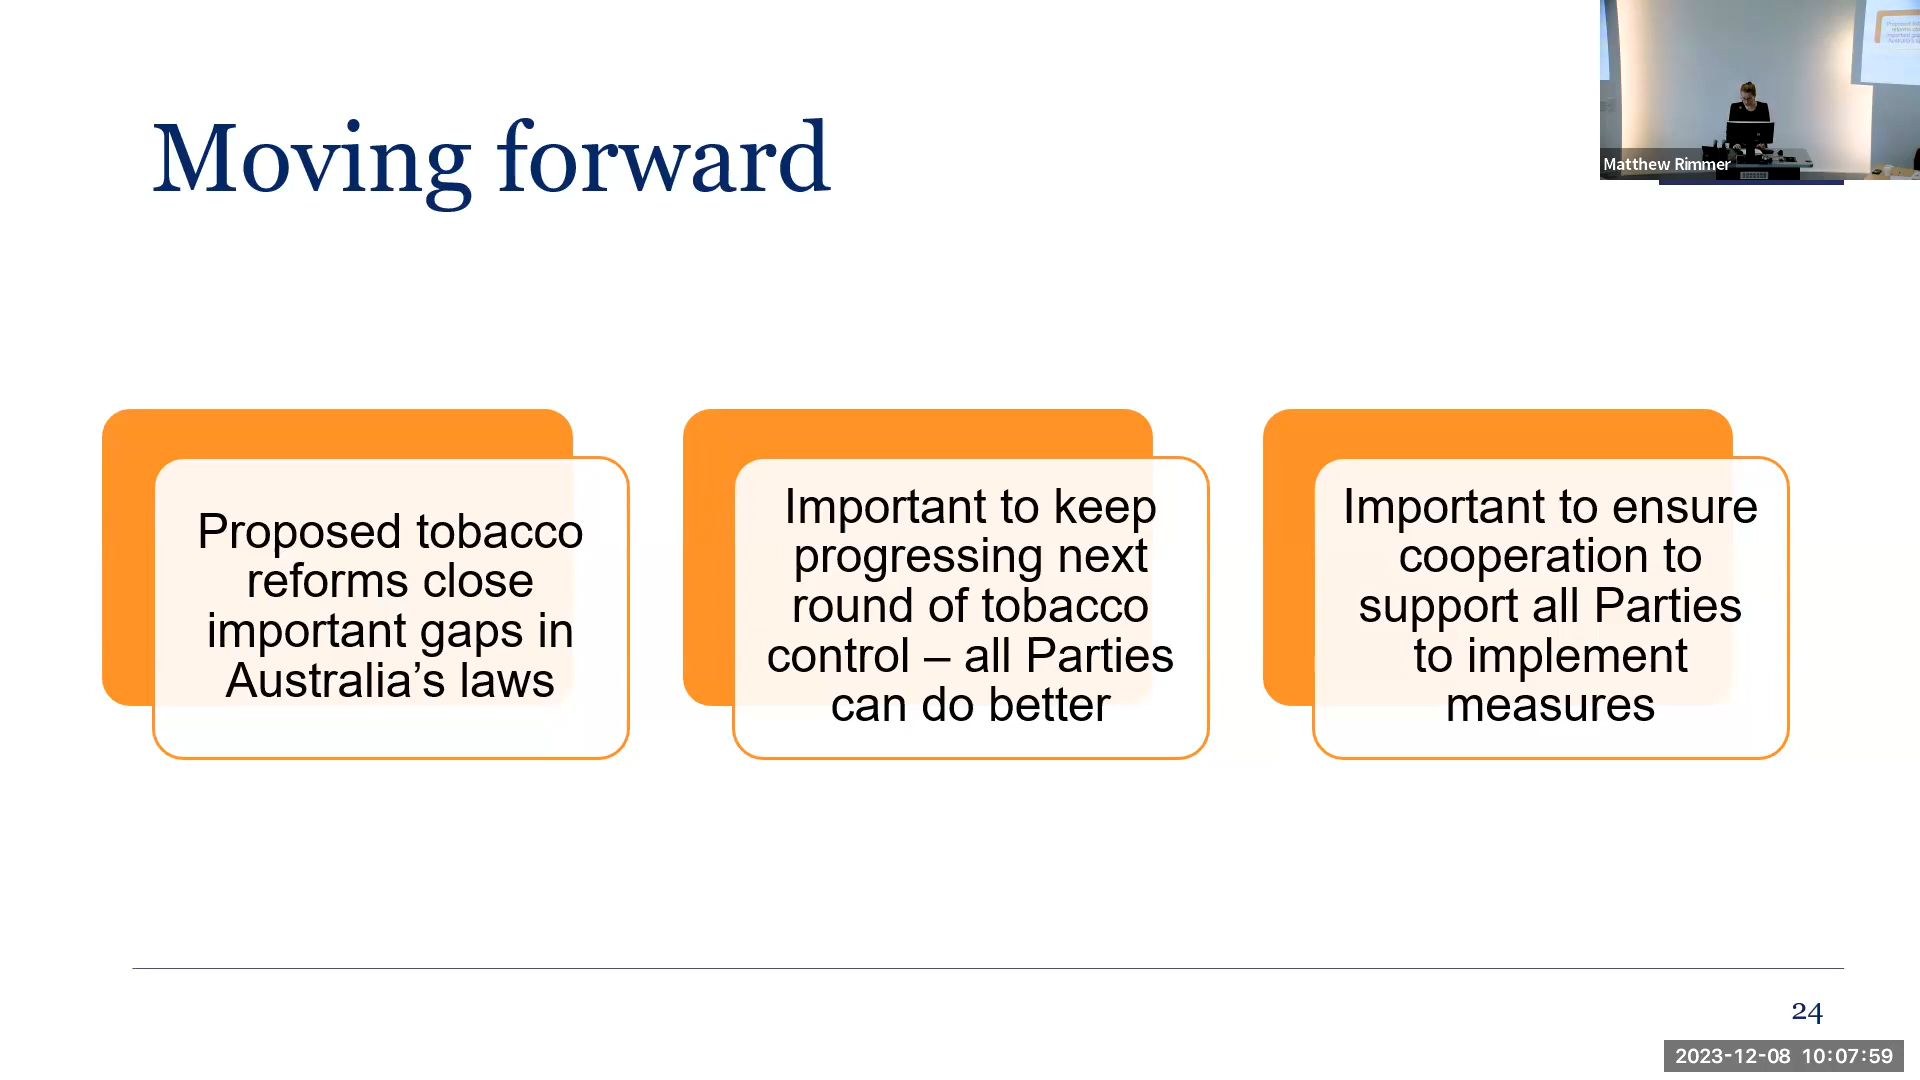 Moving forward
Matthew Rimmer
Proposed tobacco
reforms close
important gaps in
Australia’s laws
Important to keep
progressing next
round of tobacco
control – all Parties
can do better
Important to ensure
cooperation to
support all Parties
to implement
measures
24
2023-12-08 10:07:59